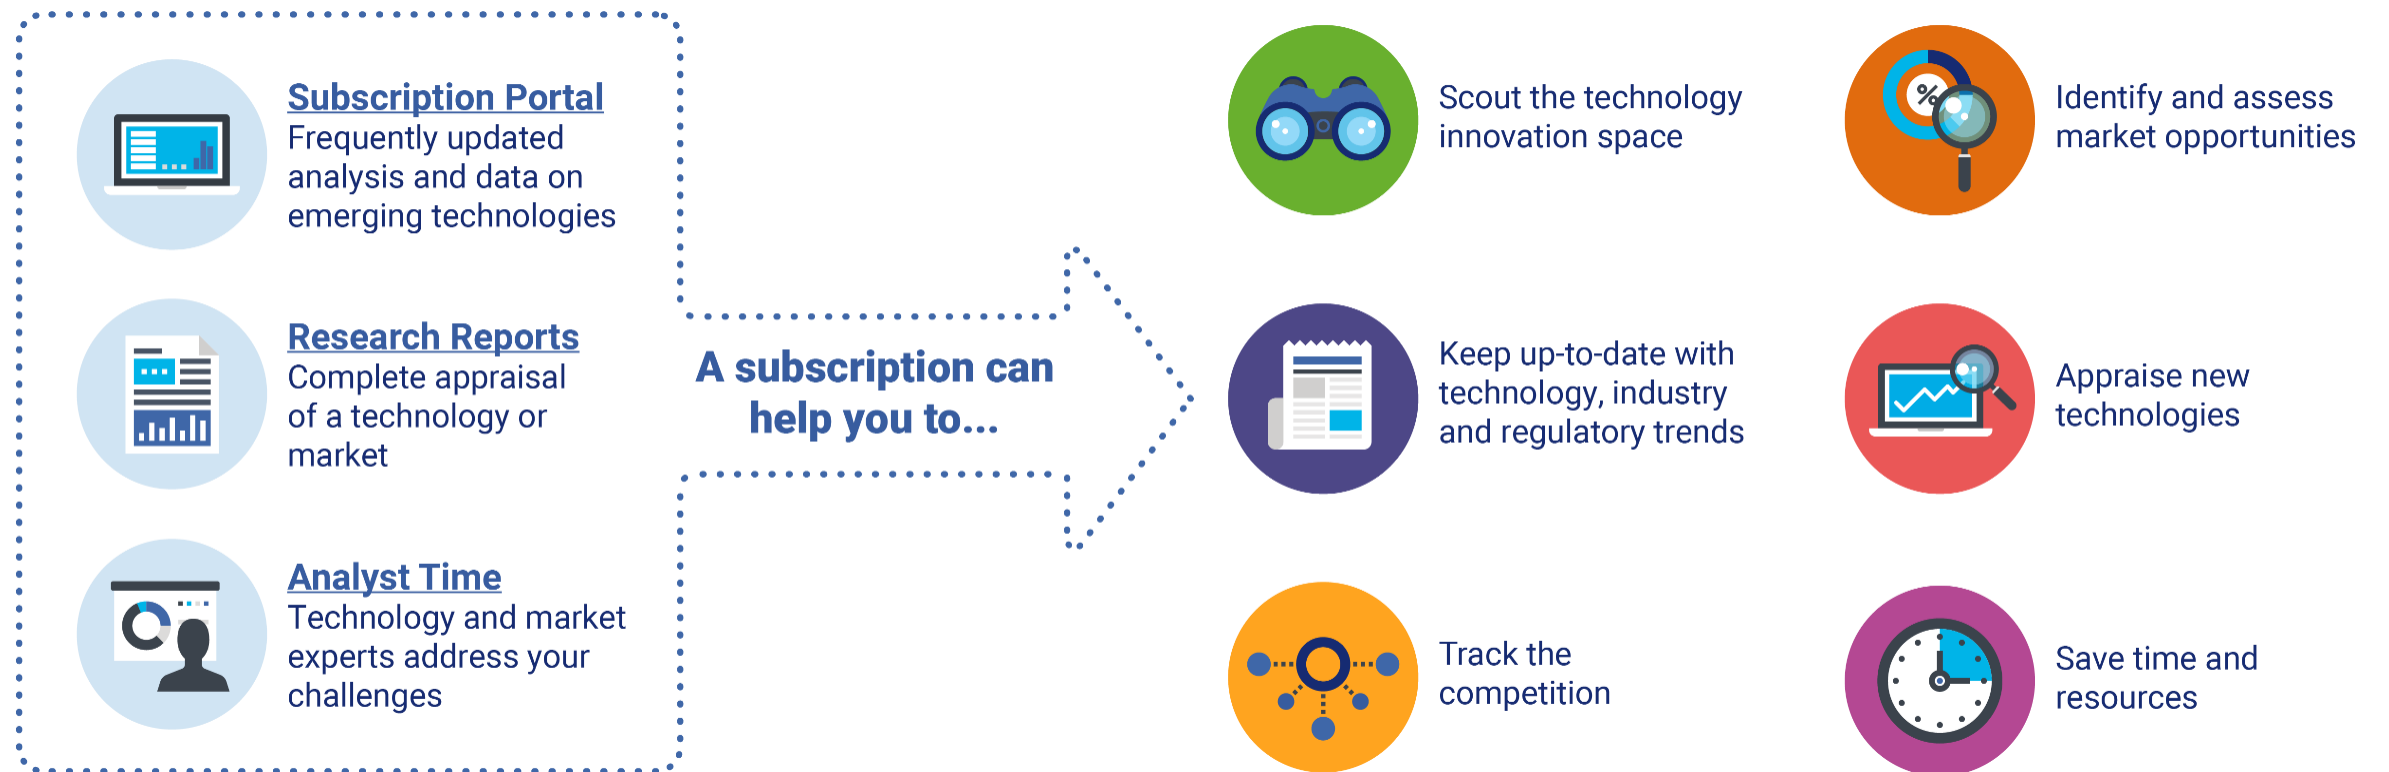 Subscription Portal
Frequently updated
analysis and data on
emerging technologies
Research Reports
Complete appraisal
of a technology or
market
Analyst Time
Technology and market
experts address your
challenges
A subscription can
help you to...
Scout the technology
innovation space
%
Identify and assess
market opportunities
Keep up-to-date with
technology, industry
and regulatory trends
Appraise new
technologies
Track the
competition
Save time and
resources